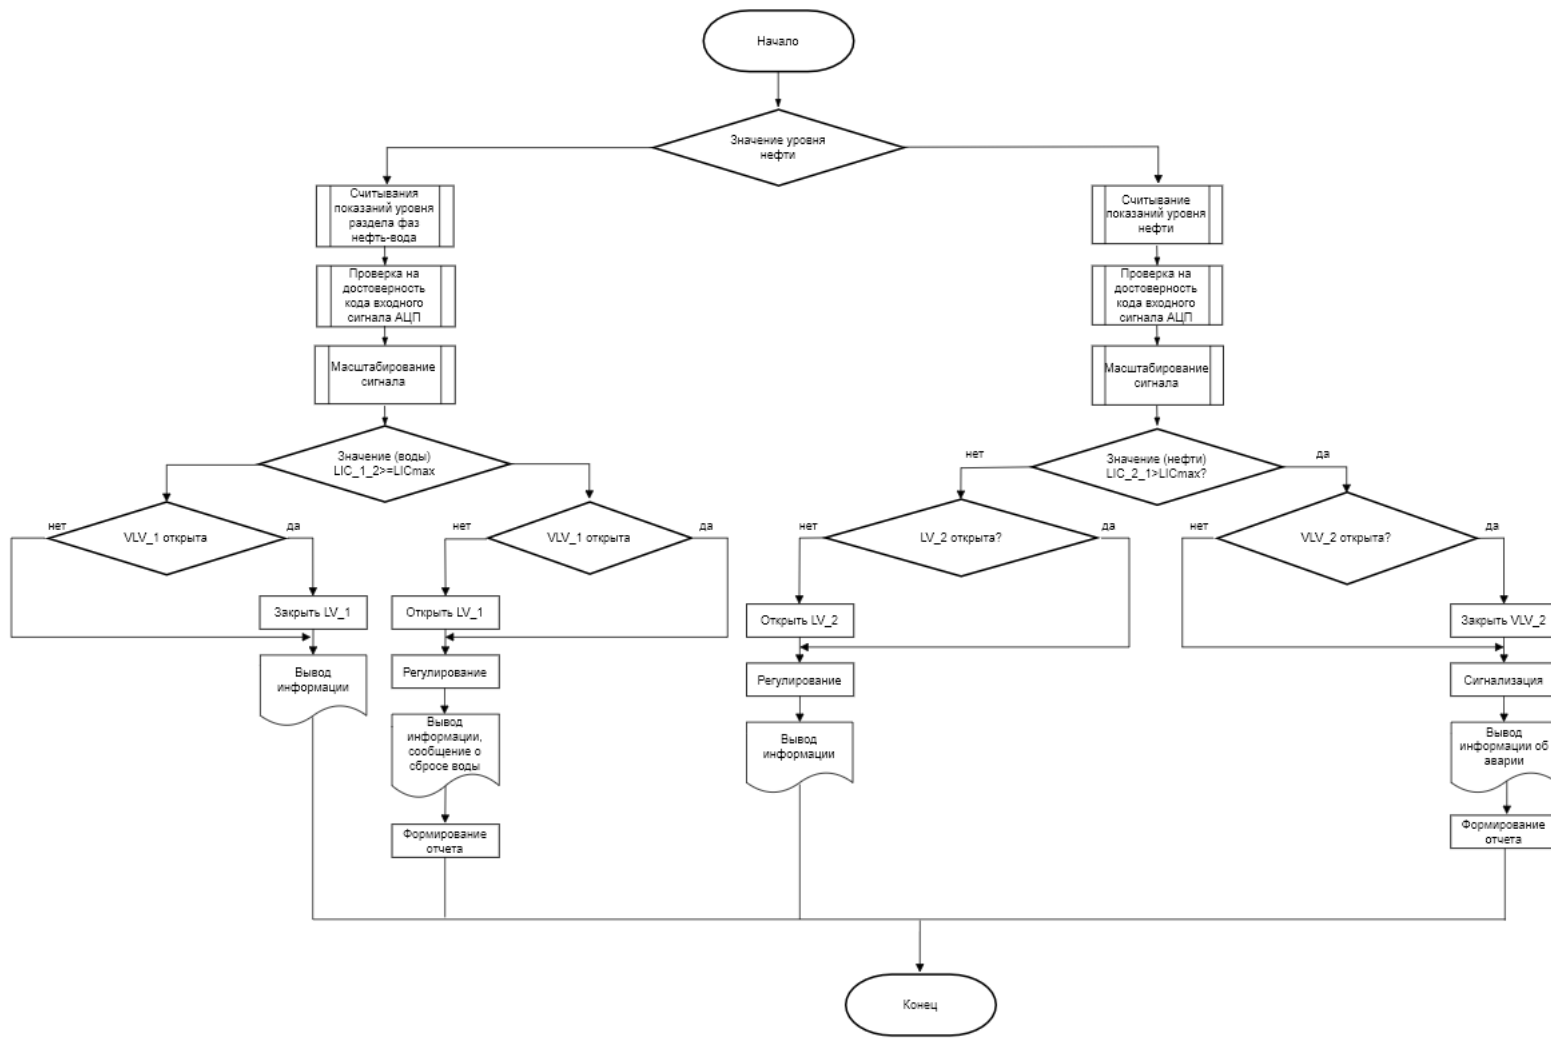 Начало
Значение уровня
нефти
Считывания
показаний уровня
раздела фаз
нефть-вода
Проверка на
достоверность
кода входного
сигнала АЦП
Масштабирование
сигнала
Значение (воды)
LIC_1_2>=LICmax
нет
VLV_1 открыта
да
Закрыть LV_1
Вывод
информации
нет
VLV_1 открыта
да
Открыть LV_1
Регулирование
Вывод
информации,
сообщение о
сбросе воды
Формирование
отчета
Считывание
показаний уровня
нефти
Проверка на
достоверность
кода входного
сигнала АЦП
Масштабирование
сигнала
нет
Значение (нефти)
LIC_2_1>LICmax?
да
нет
LV_2 открыта?
да
Открыть LV_2
Регулирование
Вывод
информации
нет
VLV_2 открыта?
да
Закрыть VLV_2
Сигнализация
Вывод
информации об
аварии
Формирование
отчета
Конец